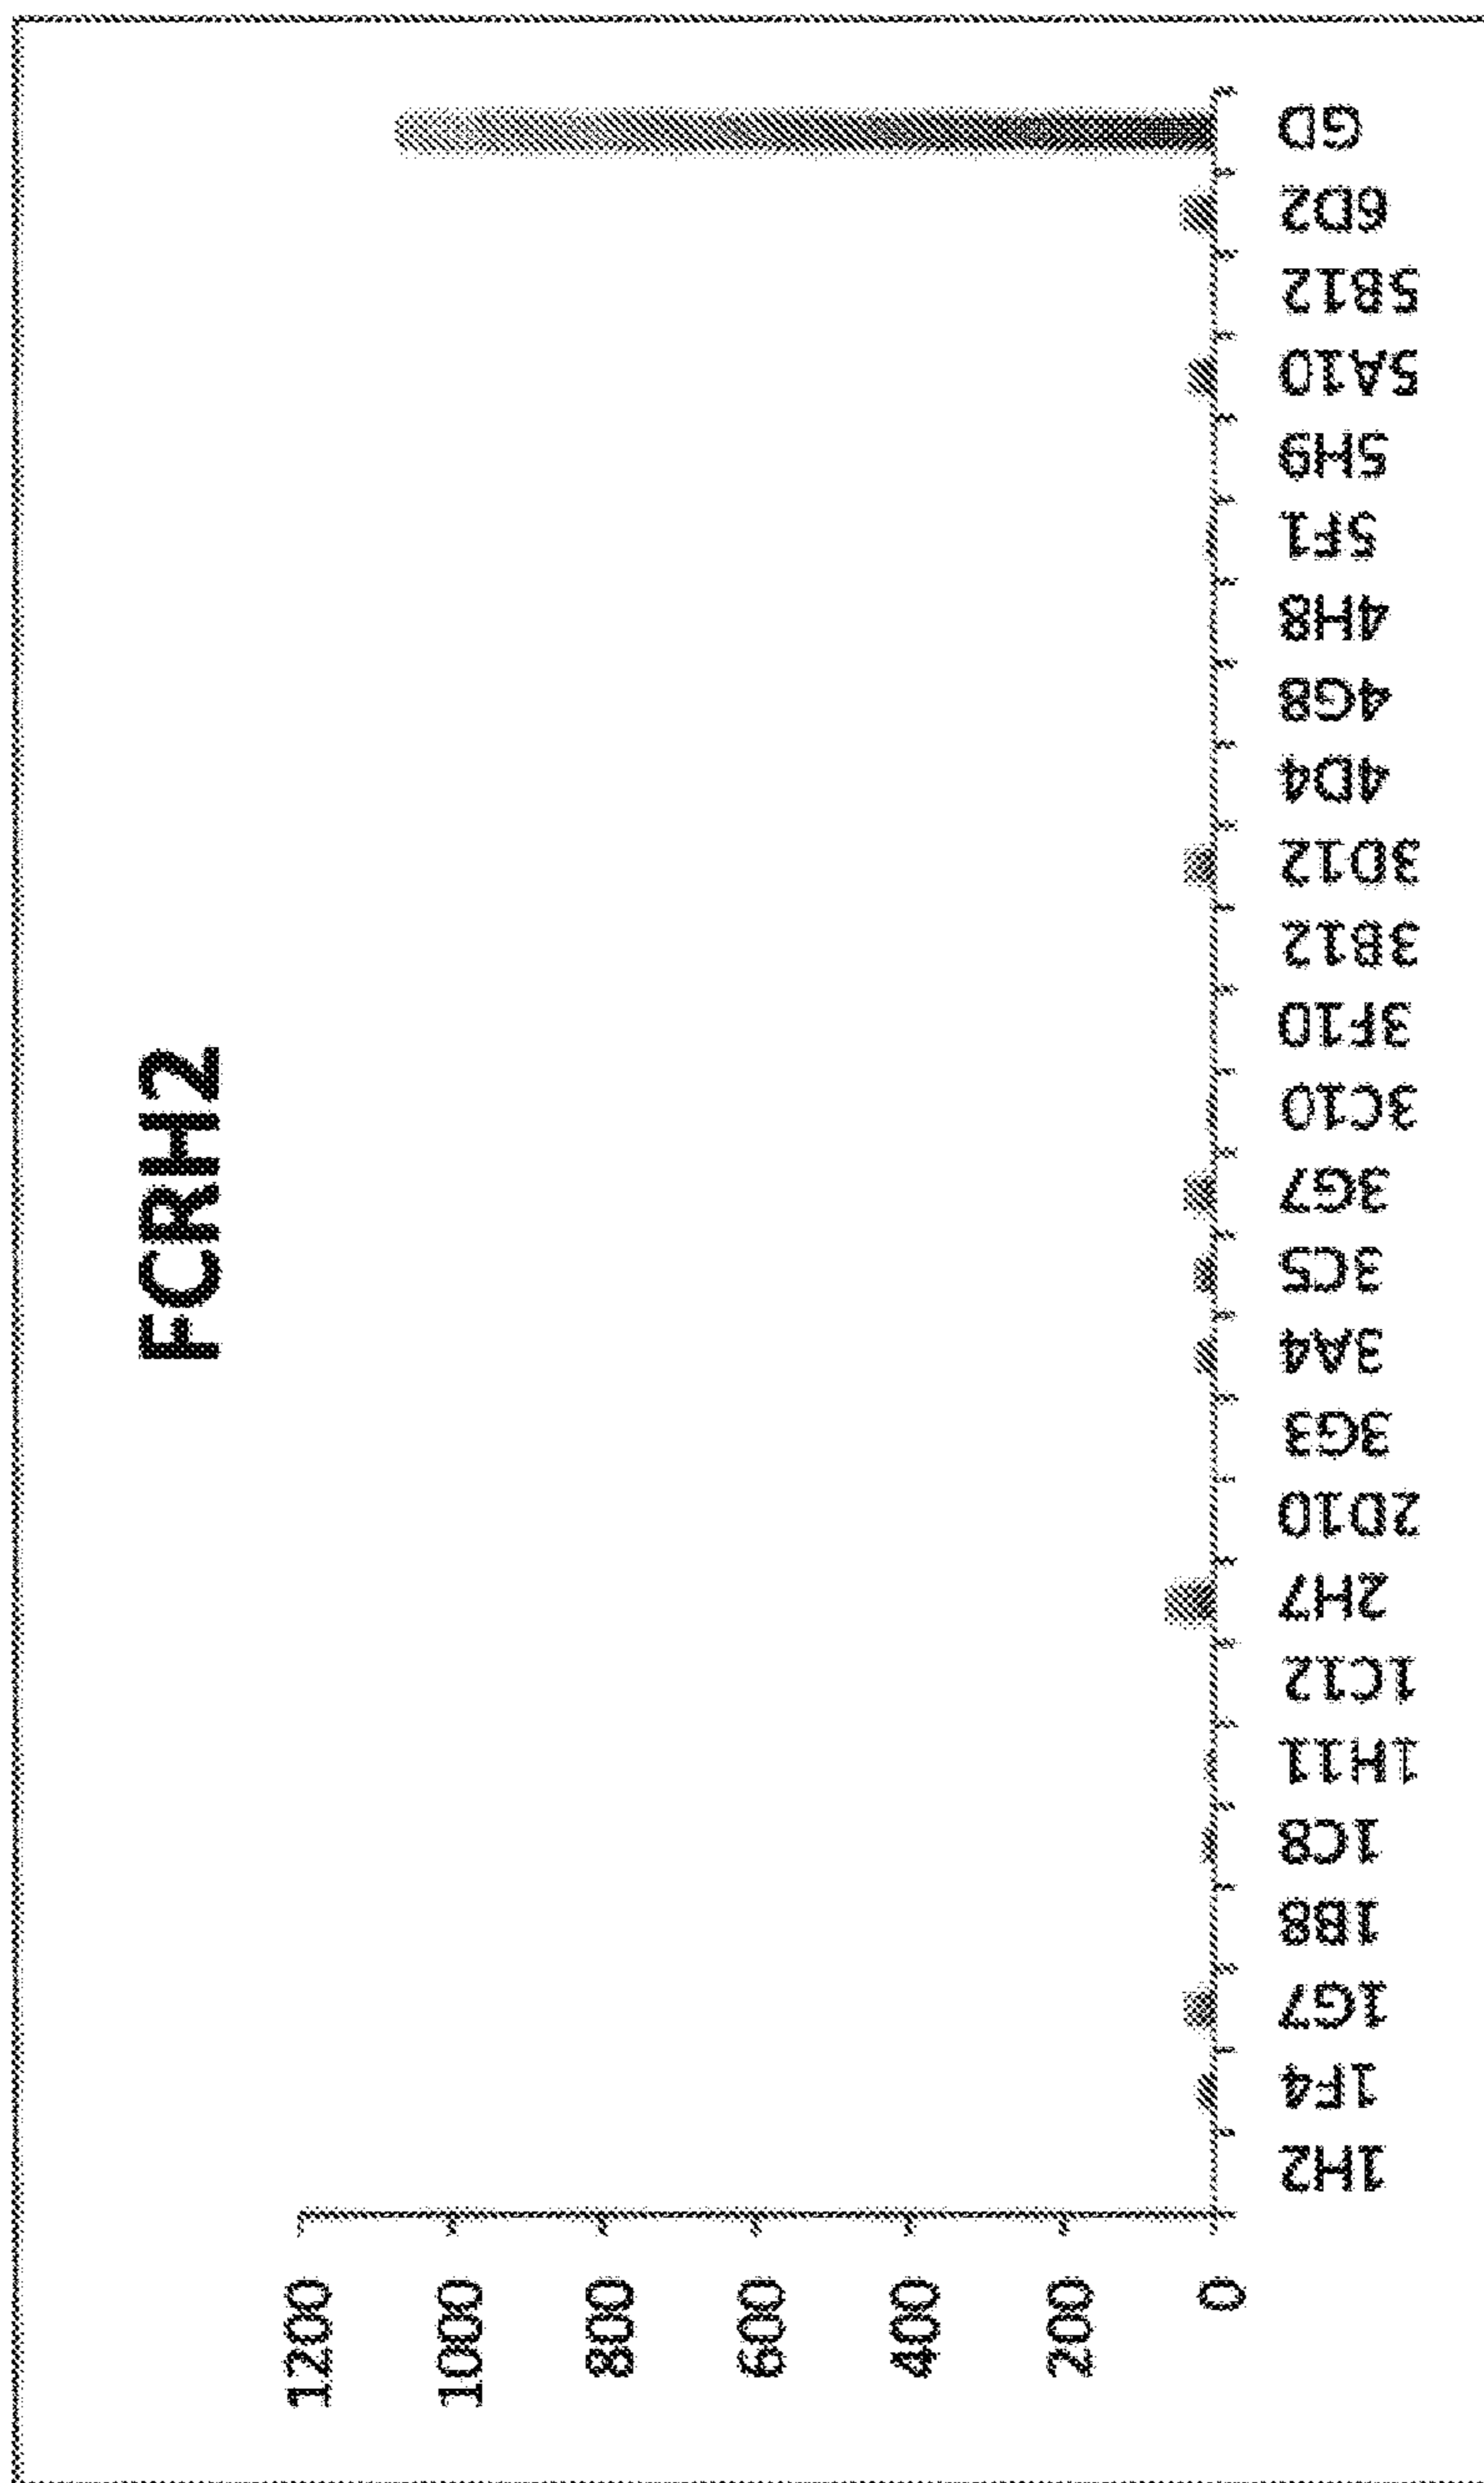 FCRH2
1200
1000
800
600
400
200
0
1H2
1F4
1G7
1B8
1C8
1H11
1C12
2H7
2D10
3G3
3A4
3C5
3G7
3C10
3F10
3B12
3D12
4D4
4G8
4H8
5F1
5H9
5A10
5B12
6D2
GD